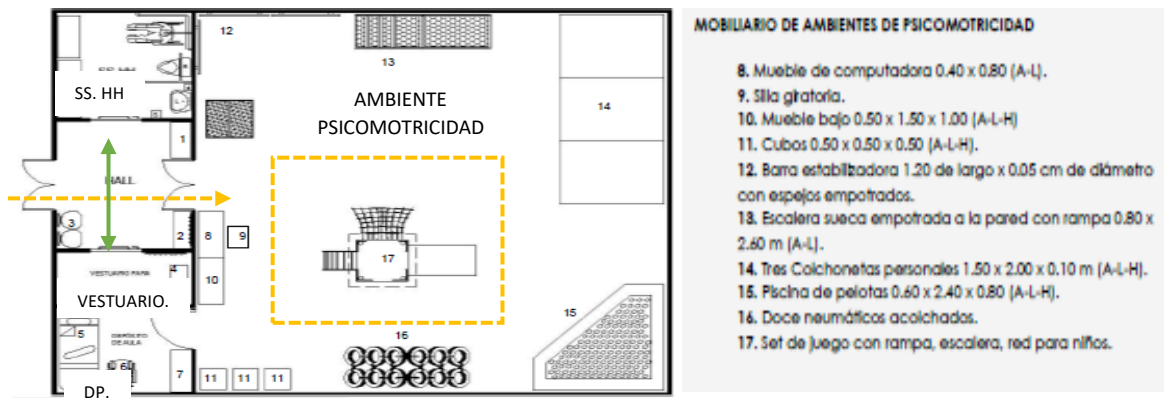 12
13
SS. HH
AMBIENTE
PSICOMOTRICIDAD
14
1
HALL
3
2
8
9
4
VESTUARIO PARA
10
17
VESTUARIO.
15
5
DEPÓSITO
DE AULA
16
6
7
11
11
11
DP.
MOBILIARIO DE AMBIENTES DE PSICOMOTRICIDAD
8. Mueble de computadora 0.40 x 0.80 (A-L).
9. Silla giratoria.
10. Mueble bajo 0.50 x 1.50 x 1.00 (A-L-H)
11. Cubos 0.50 x 0.50 x 0.50 (A-L-H).
12. Barra estabilizadora 1.20 de largo x 0.05 cm de diámetro
con espejos empotrados.
13. Escalera sueca empotrada a la pared con rampa 0.80 x
2.60 m (A-L).
14. Tres Colchonetas personales 1.50 x 2.00 x 0.10 m (A-L-H).
15. Piscina de pelotas 0.60 x 2.40 x 0.80 (A-L-H).
16. Doce neumáticos acolchados.
17. Set de juego con rampa, escalera, red para niños.